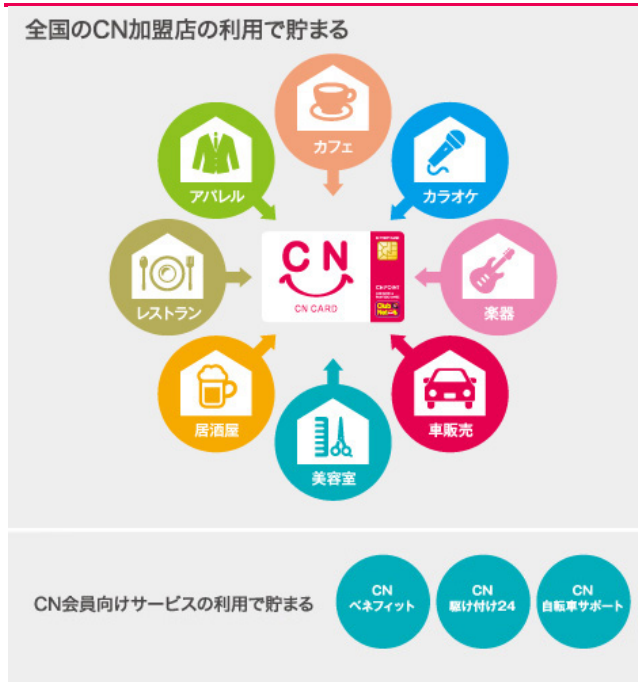 全国のCN加盟店の利用で貯まる
カフェ
アパレル
カラオケ
レストラン
CN
CN CARD
CN POINT
Club
Net
楽器
居酒屋
車販売
美容室
CN会員向けサービスの利用で貯まる
CN
ベネフィット
CN
駆け付け24
CN
自転車サポート